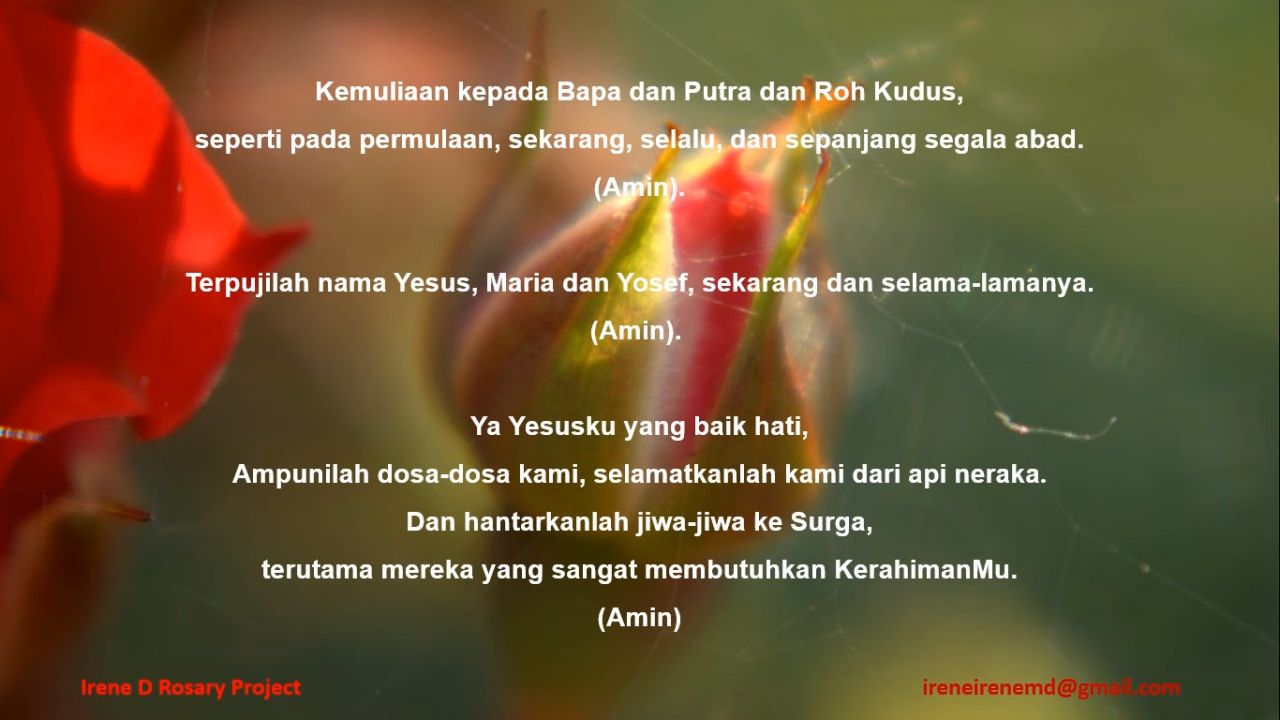 Kemuliaan kepada Bapa dan Putra dan Roh Kudus,
seperti pada permulaan, sekarang, selalu, dan sepanjang segala abad.
(Amin).
Terpujilah nama Yesus, Maria dan Yosef, sekarang dan selama-lamanya.
(Amin).
Ya Yesusku yang baik hati,
Ampunilah dosa-dosa kami, selamatkanlah kami dari api neraka.
Dan hantarkanlah jiwa-jiwa ke Surga,
terutama mereka yang sangat membutuhkan KerahimanMu.
(Amin)
Irene D Rosary Project
ireneirenemd@gmail.com